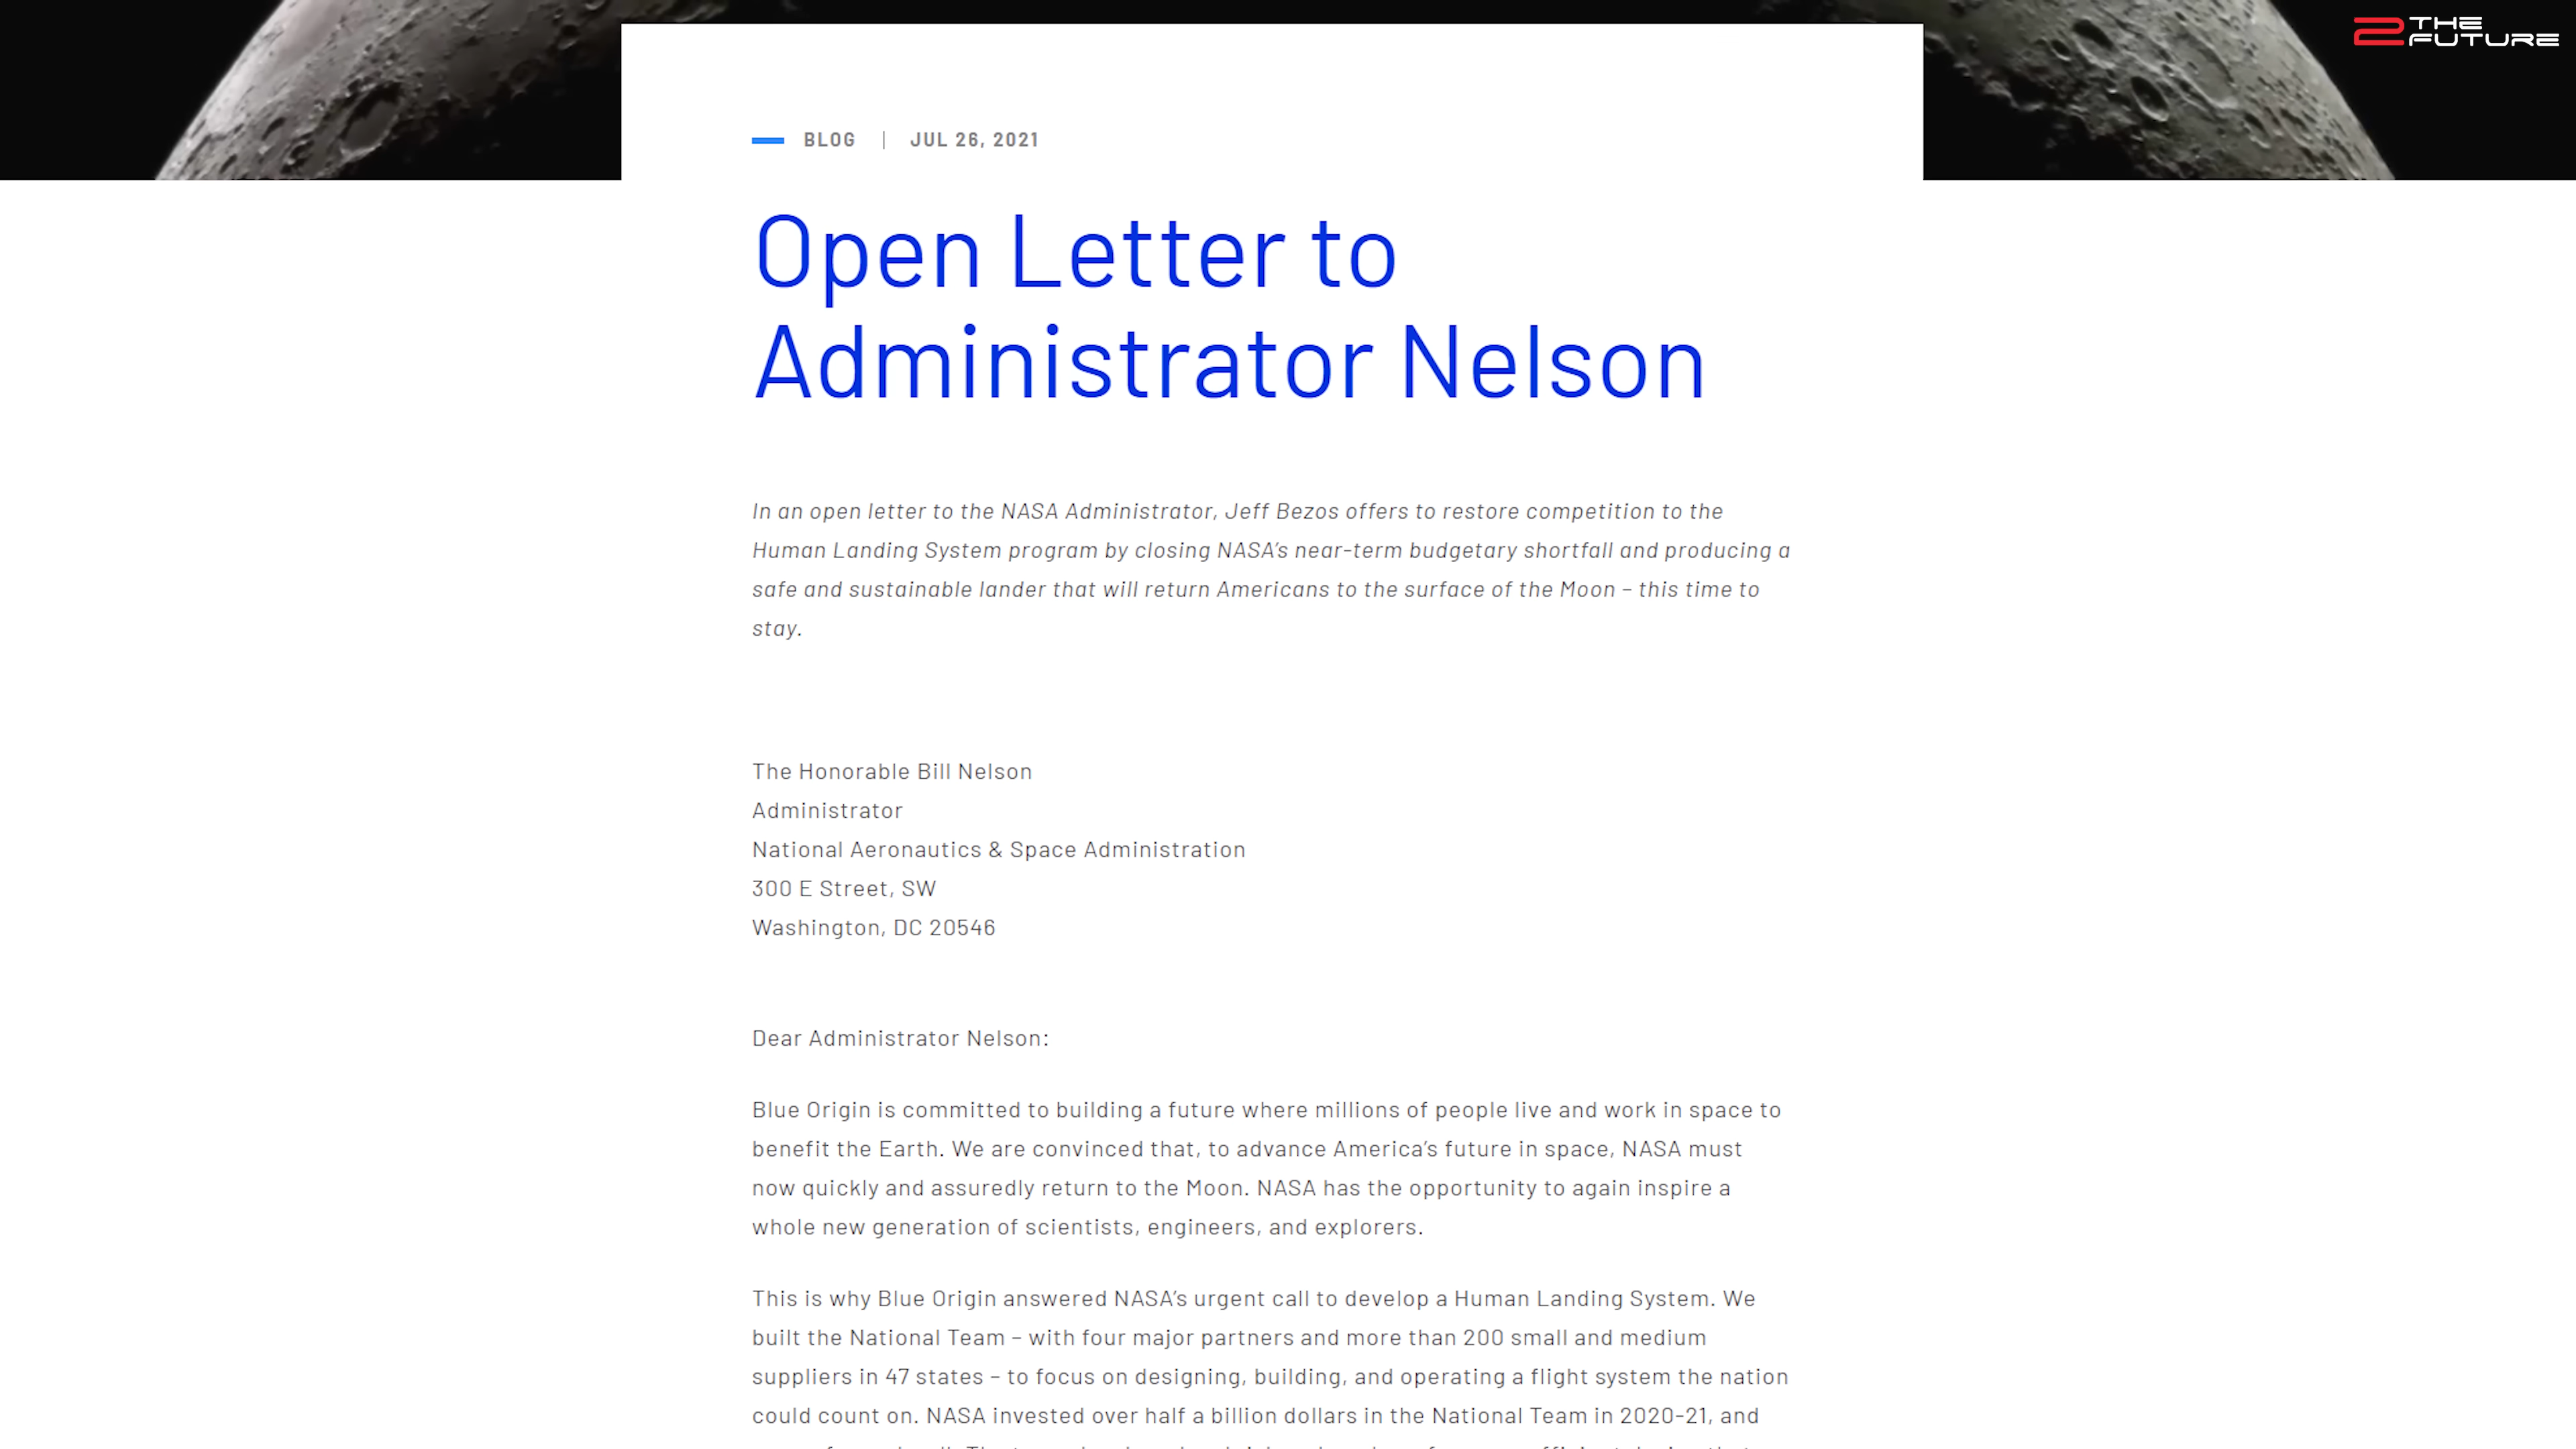 2 THE
FUTURE
BLOG | JUL 26, 2021
Open Letter to
Administrator Nelson
In an open letter to the NASA Administrator, Jeff Bezos offers to restore competition to the
Human Landing System program by closing NASA’s near-term budgetary shortfall and producing a
safe and sustainable lander that will return Americans to the surface of the Moon – this time to
stay.
The Honorable Bill Nelson
Administrator
National Aeronautics & Space Administration
300 E Street, SW
Washington, DC 20546
Dear Administrator Nelson:
Blue Origin is committed to building a future where millions of people live and work in space to
benefit the Earth. We are convinced that, to advance America’s future in space, NASA must
now quickly and assuredly return to the Moon. NASA has the opportunity to again inspire a
whole new generation of scientists, engineers, and explorers.
This is why Blue Origin answered NASA’s urgent call to develop a Human Landing System. We
built the National Team – with four major partners and more than 200 small and medium
suppliers in 47 states – to focus on designing, building, and operating a flight system the nation
could count on. NASA invested over half a billion dollars in the National Team in 2020-21, and